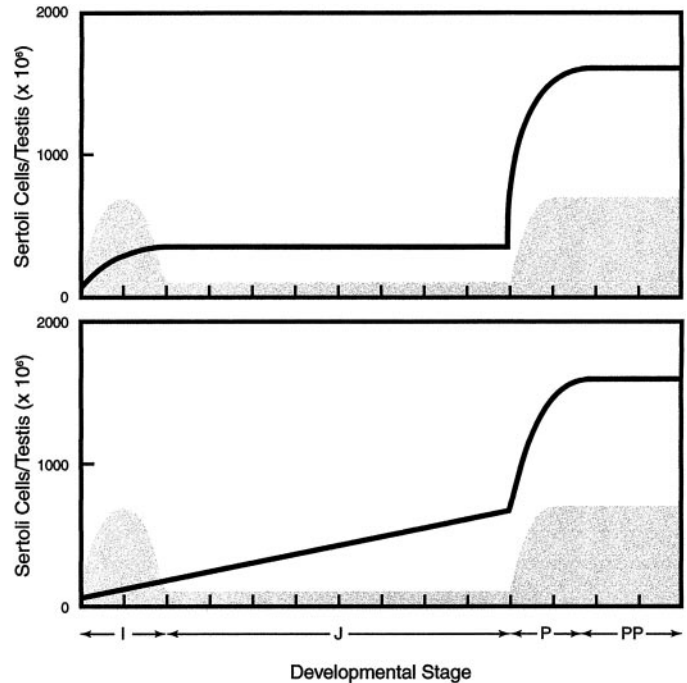 2000
Sertoli Cells/Testis (x 10⁶)
1000
0
2000
Sertoli Cells/Testis (x 10⁶)
1000
0
I
J
P
PP
Developmental Stage